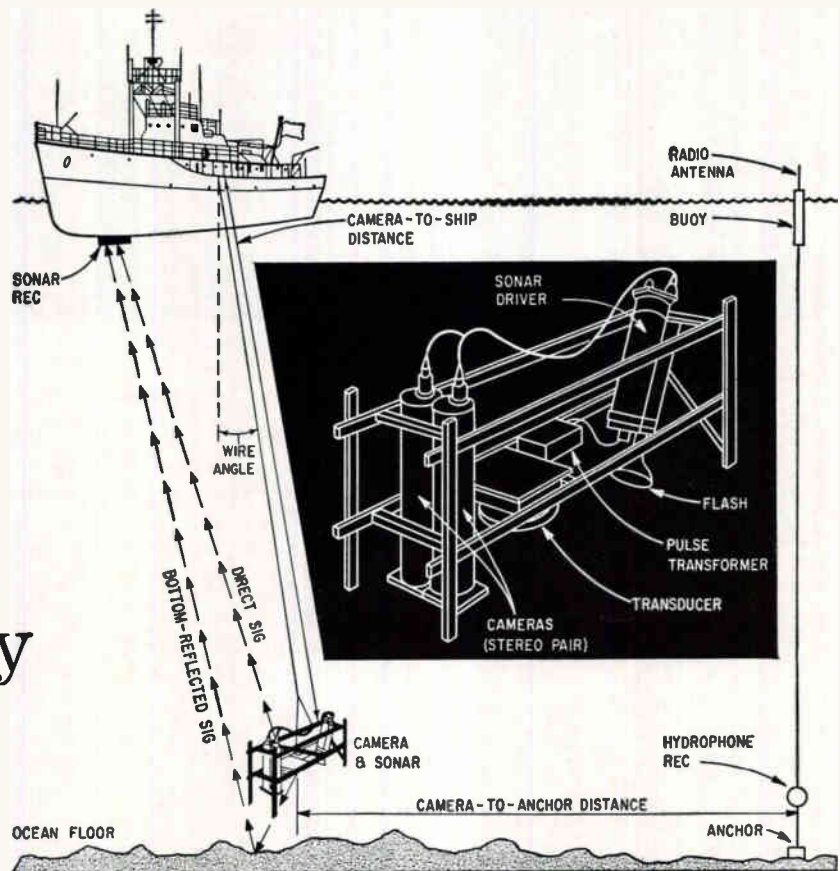 RADIO
ANTENNA
BUOY
CAMERA-TO-SHIP
DISTANCE
SONAR
REC
SONAR
DRIVER
WIRE
ANGLE
FLASH
PULSE
TRANSFORMER
TRANSDUCER
CAMERAS
(STEREO PAIR)
DIRECT SIG
BOTTOM-REFLECTED SIG
y
CAMERA
& SONAR
HYDROPHONE
REC
CAMERA-TO-ANCHOR DISTANCE
OCEAN FLOOR
ANCHOR